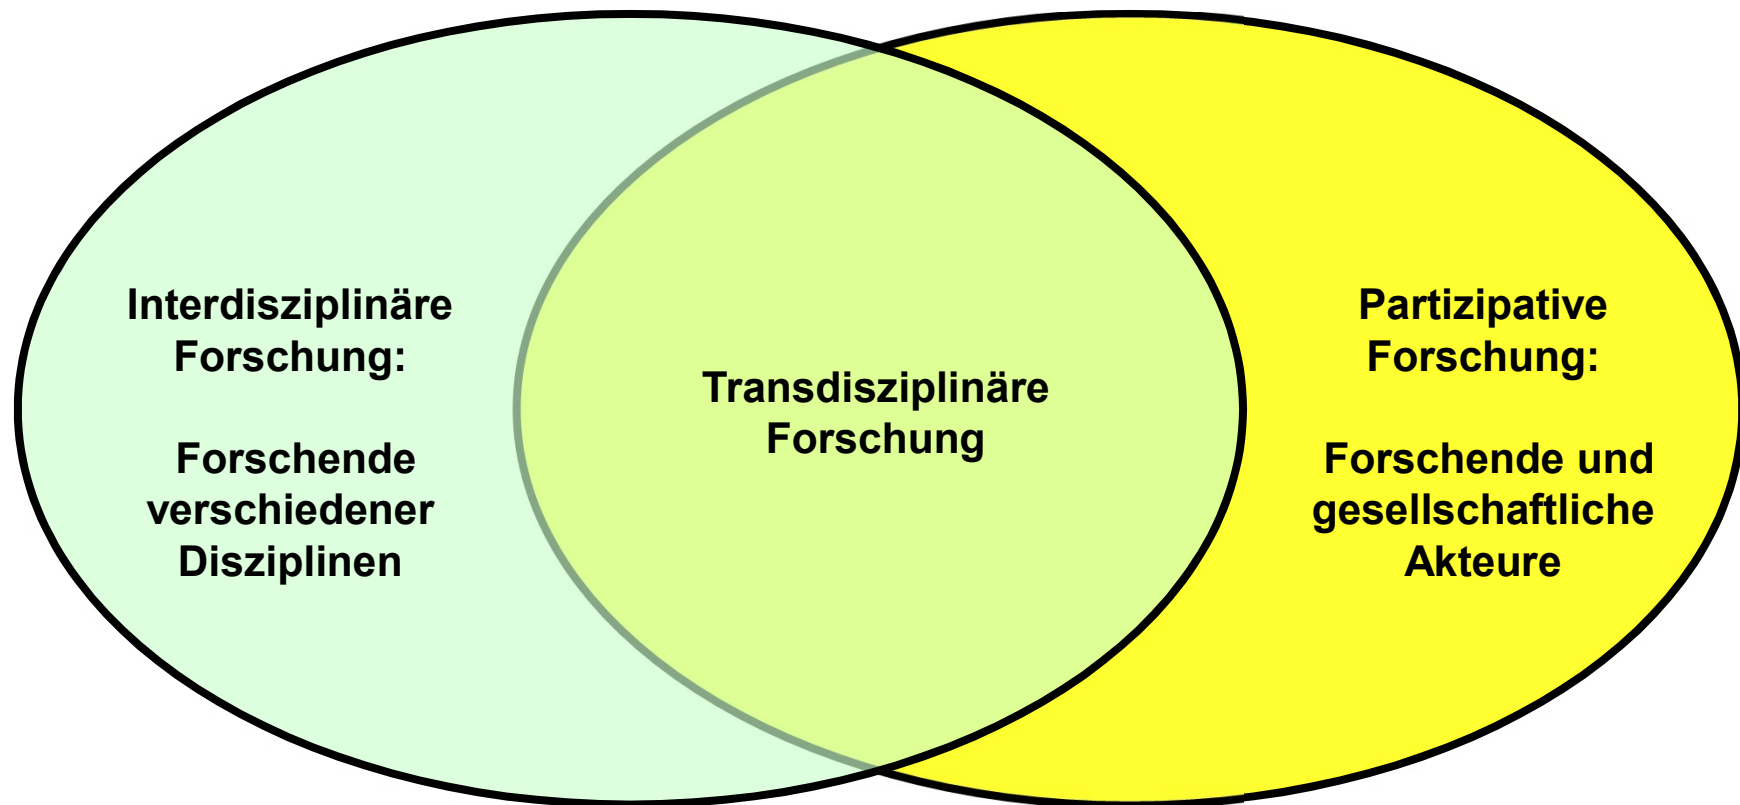 Interdisziplinäre
Forschung:
Forschende
verschiedener
Disziplinen
Transdisziplinäre
Forschung
Partizipative
Forschung:
Forschende und
gesellschaftliche
Akteure